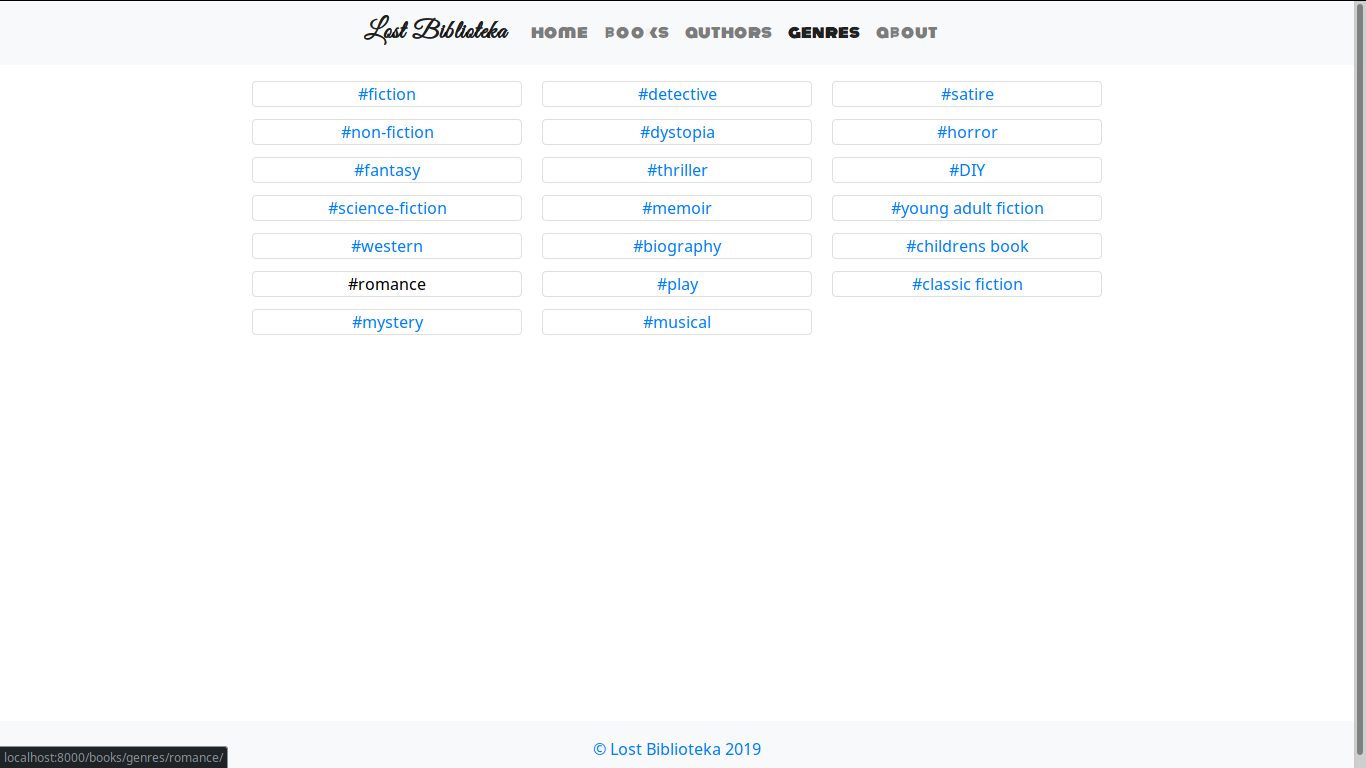 Lost Biblioteka HOME BOOKS AUTHORS GENRES ABOUT
#fiction #detective #satire
#non-fiction #dystopia #horror
#fantasy #thriller #DIY
#science-fiction #memoir #young adult fiction
#western #biography #childrens book
#romance #play #classic fiction
#mystery #musical
© Lost Biblioteka 2019
localhost:8000/books/genres/romance/